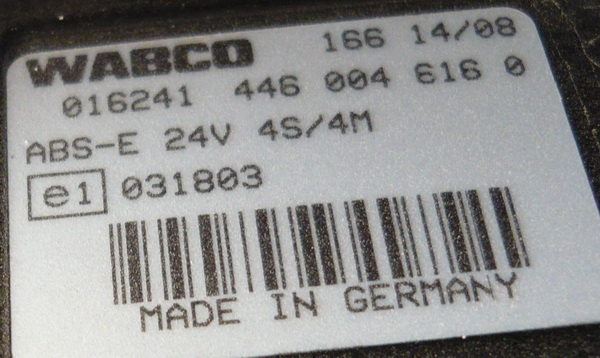 WABCO 166 14/08
016241 446 004 616 0
ABS-E 24V 4S/4M
e1 031803
MADE IN GERMANY